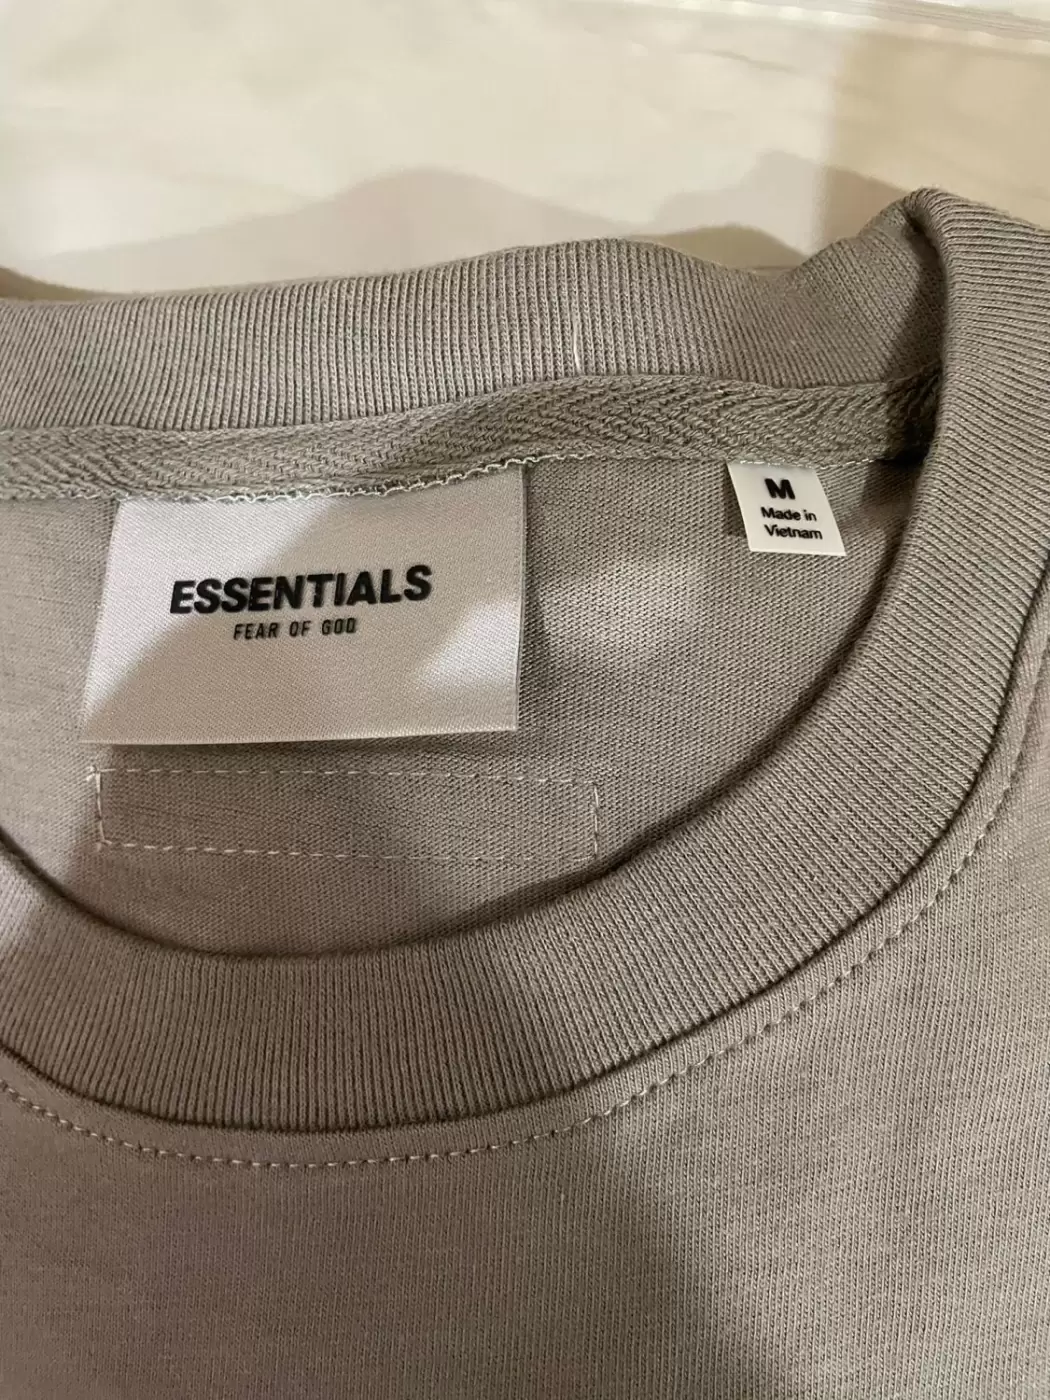 ESSENTIALS
FEAR OF GOD
M
Made in
Vietnam